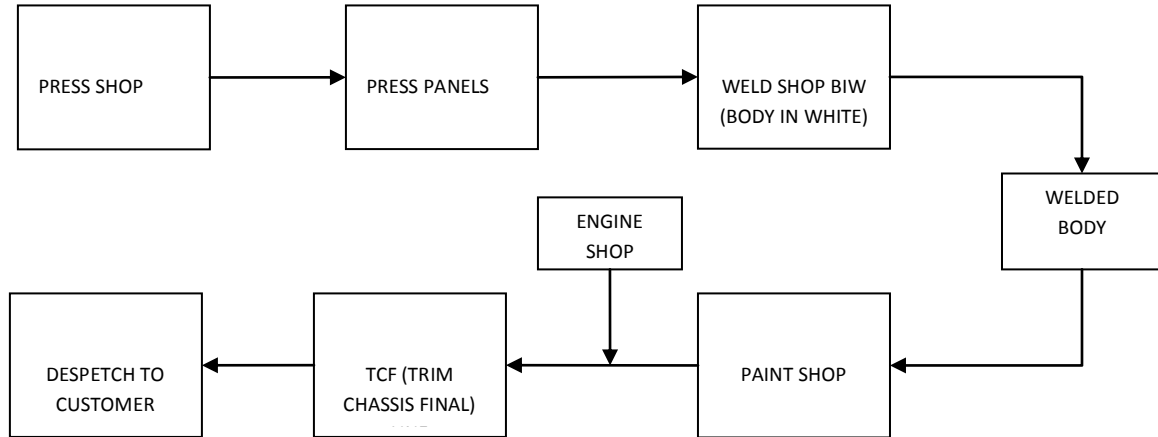 PRESS SHOP
PRESS PANELS
WELD SHOP BIW
(BODY IN WHITE)
WELDED
BODY
ENGINE
SHOP
PAINT SHOP
TCF (TRIM
CHASSIS FINAL)
DESPETCH TO
CUSTOMER